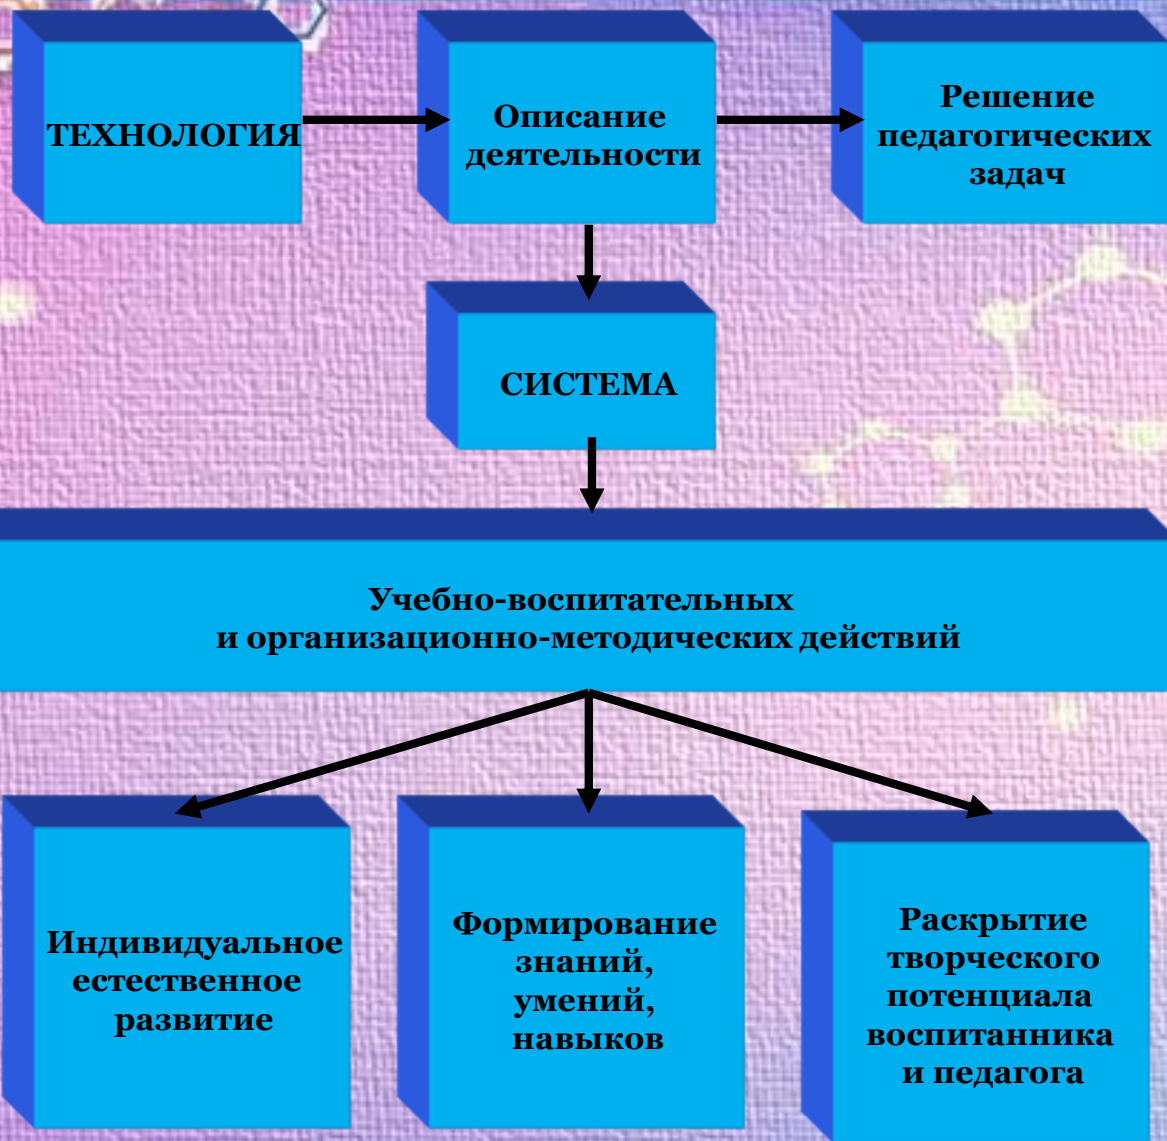 ТЕХНОЛОГИЯ
Описание
деятельности
Решение
педагогических
задач
СИСТЕМА
Учебно-воспитательных
и организационно-методических действий
Индивидуальное
естественное
развитие
Формирование
знаний,
умений,
навыков
Раскрытие
творческого
потенциала
воспитанника
и педагога